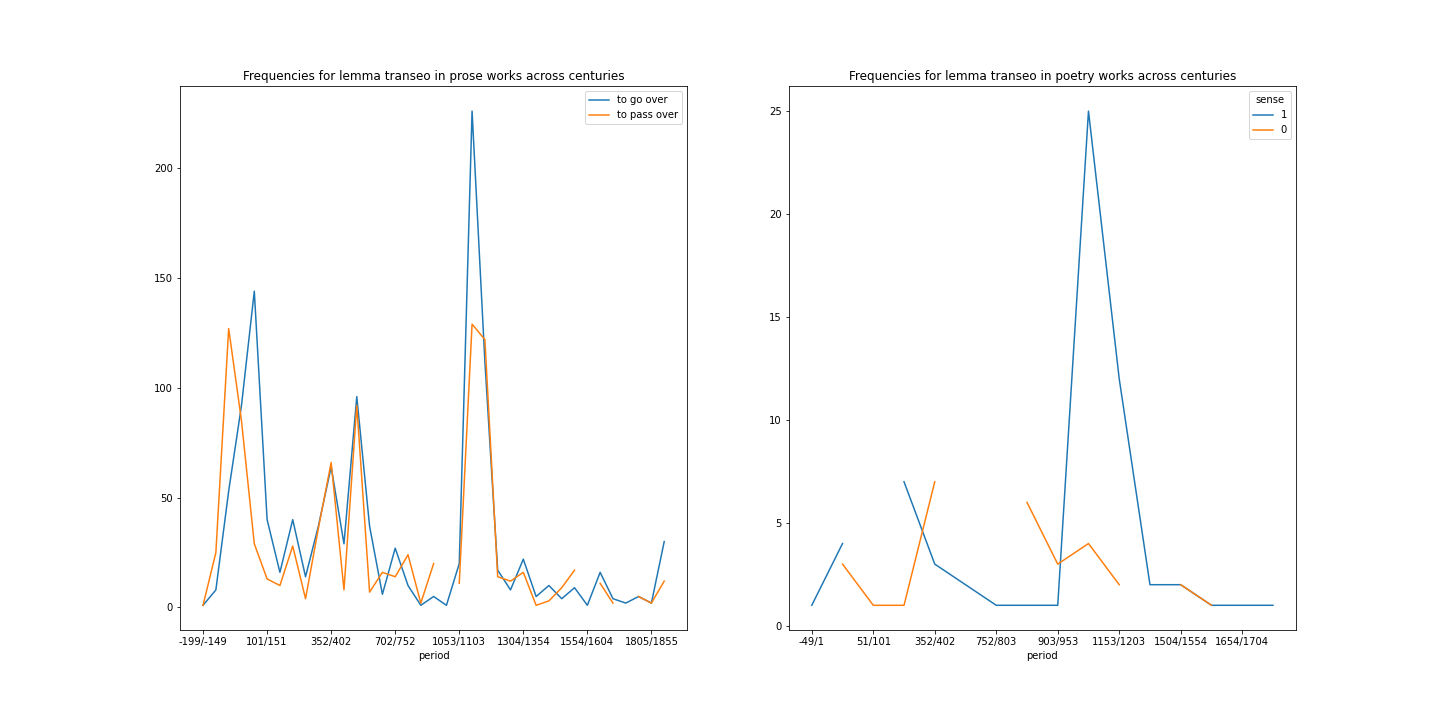 Frequencies for lemma transeo in prose works across centuries
to go over
to pass over
200
150
100
50
0
-199/-149 101/151 352/402 702/752 1053/1103 1304/1354 1554/1604 1805/1855
period
Frequencies for lemma transeo in poetry works across centuries
sense
1
0
25
20
15
10
5
0
-49/1 51/101 352/402 752/803 903/953 1153/1203 1504/1554 1654/1704
period